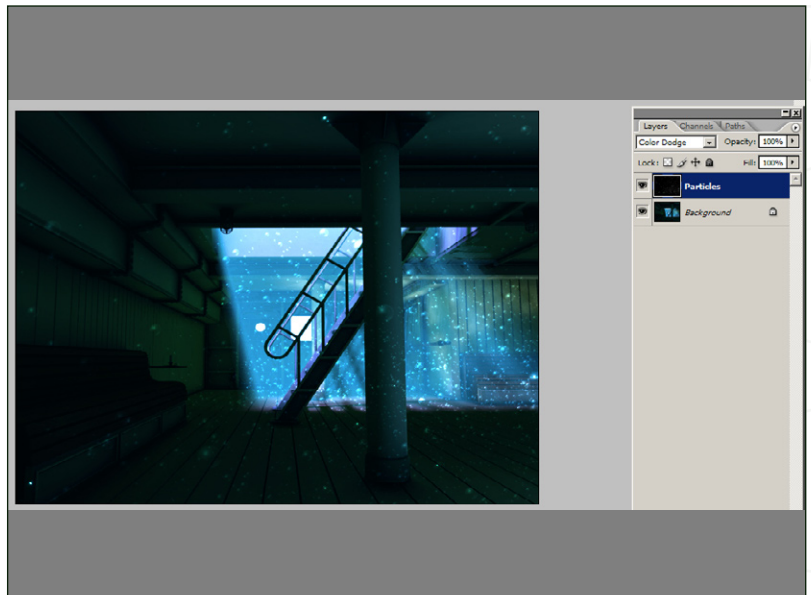 Layers Channels Paths
Color Dodge Opacity: 100%
Lock: Fill: 100%
Particles
Background